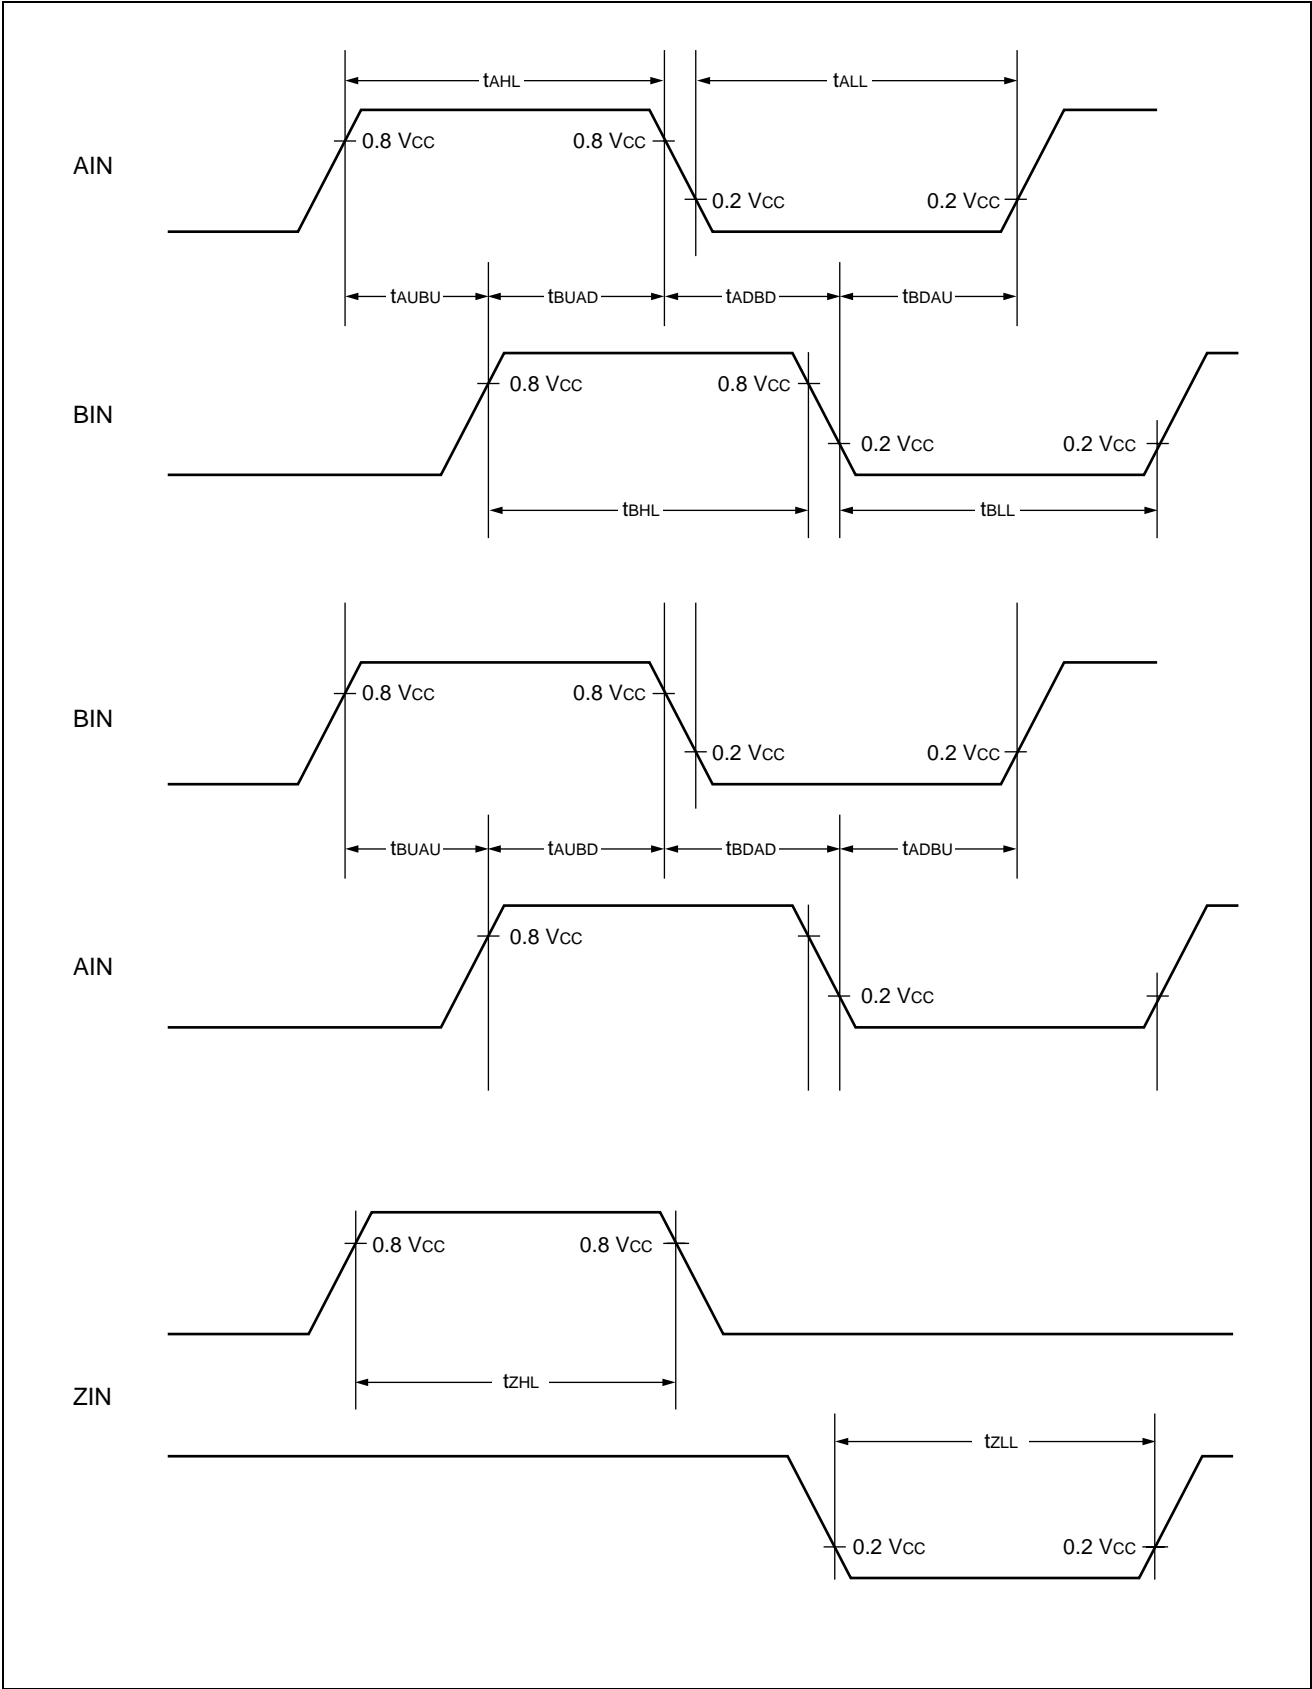 tAHL tALL
0.8 VCC 0.8 VCC
AIN
0.2 VCC 0.2 VCC
tAUBU tBUAD tADBD tBDAU
0.8 VCC 0.8 VCC
BIN
0.2 VCC 0.2 VCC
tBHL tBLL
0.8 VCC 0.8 VCC
BIN
0.2 VCC 0.2 VCC
tBUAU tAUBD tBDAD tADBU
0.8 VCC
AIN
0.2 VCC
0.8 VCC 0.8 VCC
tZHL
ZIN
tZLL
0.2 VCC 0.2 VCC